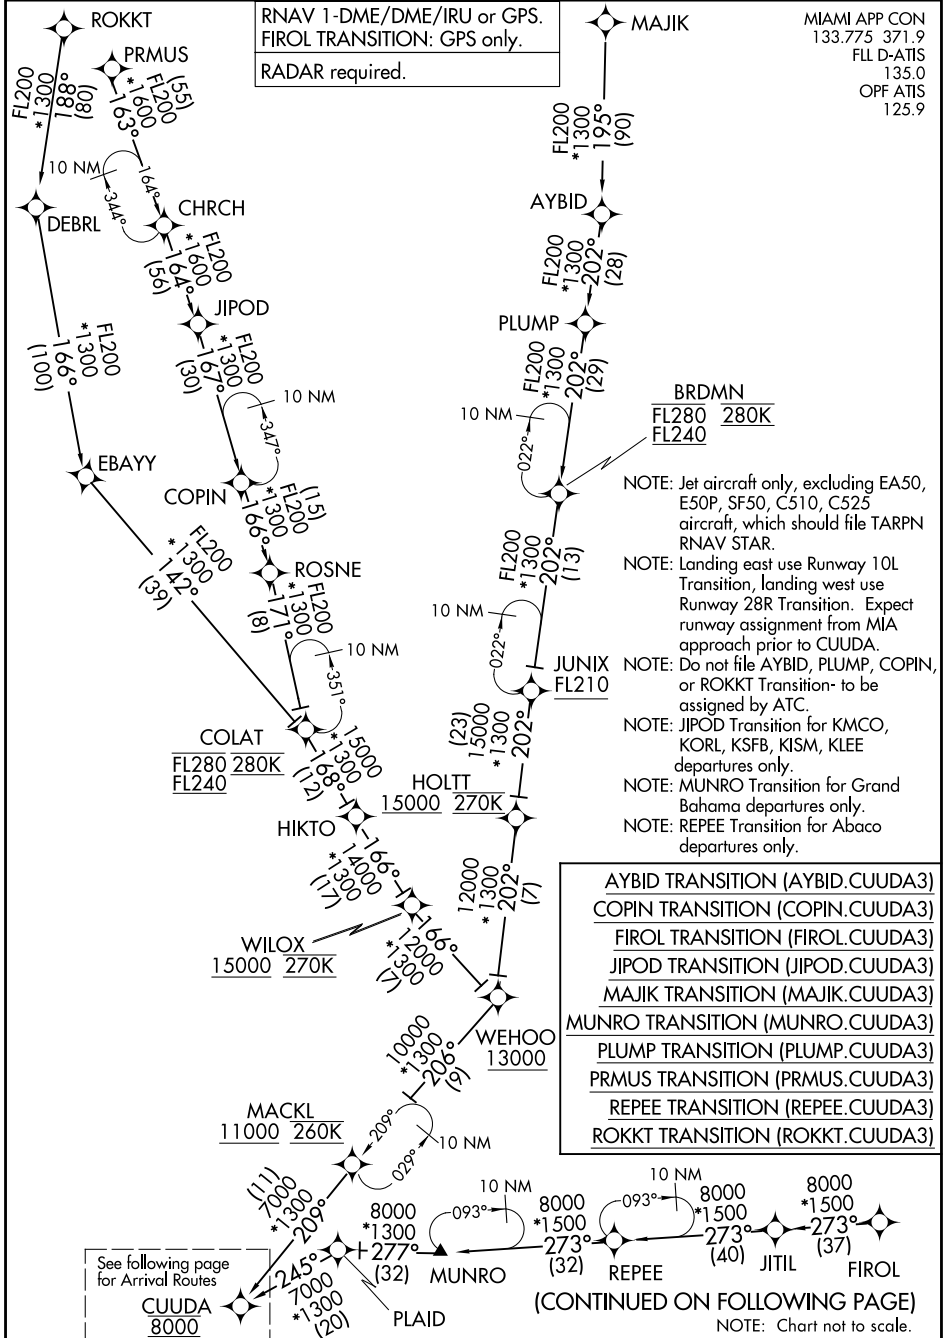 ROKKT
PRMUS
RNAV 1-DME/DME/IRU or GPS.
FIROL TRANSITION: GPS only.
RADAR required.
MAJIK
MIAMI APP CON
133.775 371.9
FLL D-ATIS
135.0
OPF ATIS
125.9
FL200
*1300
188°
(80)
(55)
FL200
*1600
163°
FL200
*1300
195°
(90)
10 NM
164°
344°
DEBRL
CHRCH
AYBID
FL200
*1600
164°
(56)
FL200
*1300
202°
(28)
JIPOD
PLUMP
FL200
*1300
166°
(100)
FL200
*1300
167°
(30)
FL200
*1300
202°
(29)
10 NM
347°
10 NM
022°
BRDMN
FL280 280K
FL240
EBAYY
COPIN
(15)
FL200
*1300
166°
NOTE: Jet aircraft only, excluding EA50,
E50P, SF50, C510, C525
aircraft, which should file TARPN
RNAV STAR.
NOTE: Landing east use Runway 10L
Transition, landing west use
Runway 28R Transition. Expect
runway assignment from MIA
approach prior to CUUDA.
NOTE: Do not file AYBID, PLUMP, COPIN,
or ROKKT Transition- to be
assigned by ATC.
NOTE: JIPOD Transition for KMCO,
KORL, KSFB, KISM, KLEE
departures only.
NOTE: MUNRO Transition for Grand
Bahama departures only.
NOTE: REPEE Transition for Abaco
departures only.
FL200
*1300
142°
(39)
ROSNE
FL200
*1300
171°
(8)
FL200
*1300
202°
(13)
10 NM
022°
10 NM
351°
JUNIX
FL210
COLAT
FL280 280K
FL240
15000
*1300
168°
(12)
(23)
15000
*1300
202°
HOLTT
15000 270K
HIKTO
166°
14000
*1300
(17)
12000
*1300
202°
(7)
WILOX
15000 270K
166°
12000
*1300
(7)
WEHOO
13000
AYBID TRANSITION (AYBID.CUUDA3)
COPIN TRANSITION (COPIN.CUUDA3)
FIROL TRANSITION (FIROL.CUUDA3)
JIPOD TRANSITION (JIPOD.CUUDA3)
MAJIK TRANSITION (MAJIK.CUUDA3)
MUNRO TRANSITION (MUNRO.CUUDA3)
PLUMP TRANSITION (PLUMP.CUUDA3)
PRMUS TRANSITION (PRMUS.CUUDA3)
REPEE TRANSITION (REPEE.CUUDA3)
ROKKT TRANSITION (ROKKT.CUUDA3)
10000
*1300
206°
(9)
MACKL
11000 260K
209°
029°
10 NM
(11)
7000
*1300
209°
8000
*1300
277°
(32)
10 NM
093°
8000
*1500
273°
(32)
10 NM
093°
8000
*1500
273°
(40)
8000
*1500
273°
(37)
MUNRO
REPEE
JITIL
FIROL
See following page
for Arrival Routes
CUUDA
8000
245°
7000
*1300
(20)
PLAID
(CONTINUED ON FOLLOWING PAGE)
NOTE: Chart not to scale.